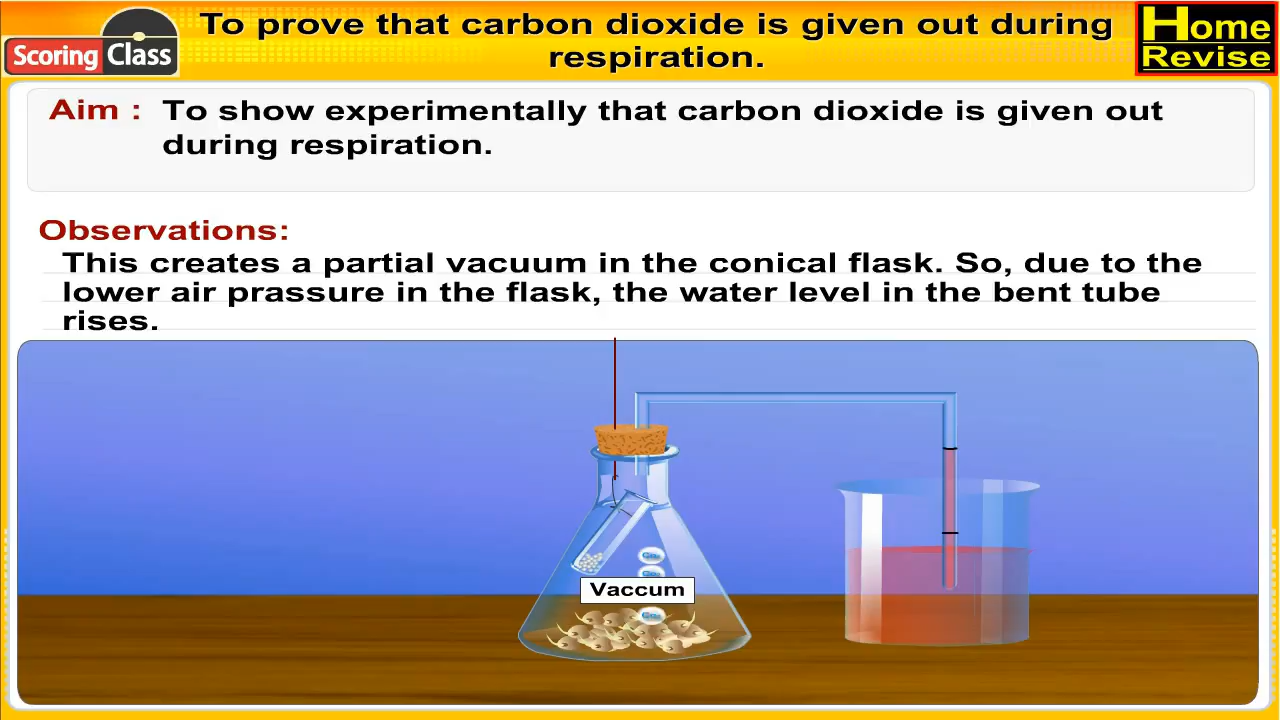 To prove that carbon dioxide is given out during
respiration.
Scoring Class
Home
Revise
Aim : To show experimentally that carbon dioxide is given out
during respiration.
Observations:
This creates a partial vacuum in the conical flask. So, due to the
lower air prassure in the flask, the water level in the bent tube
rises.
Vaccum